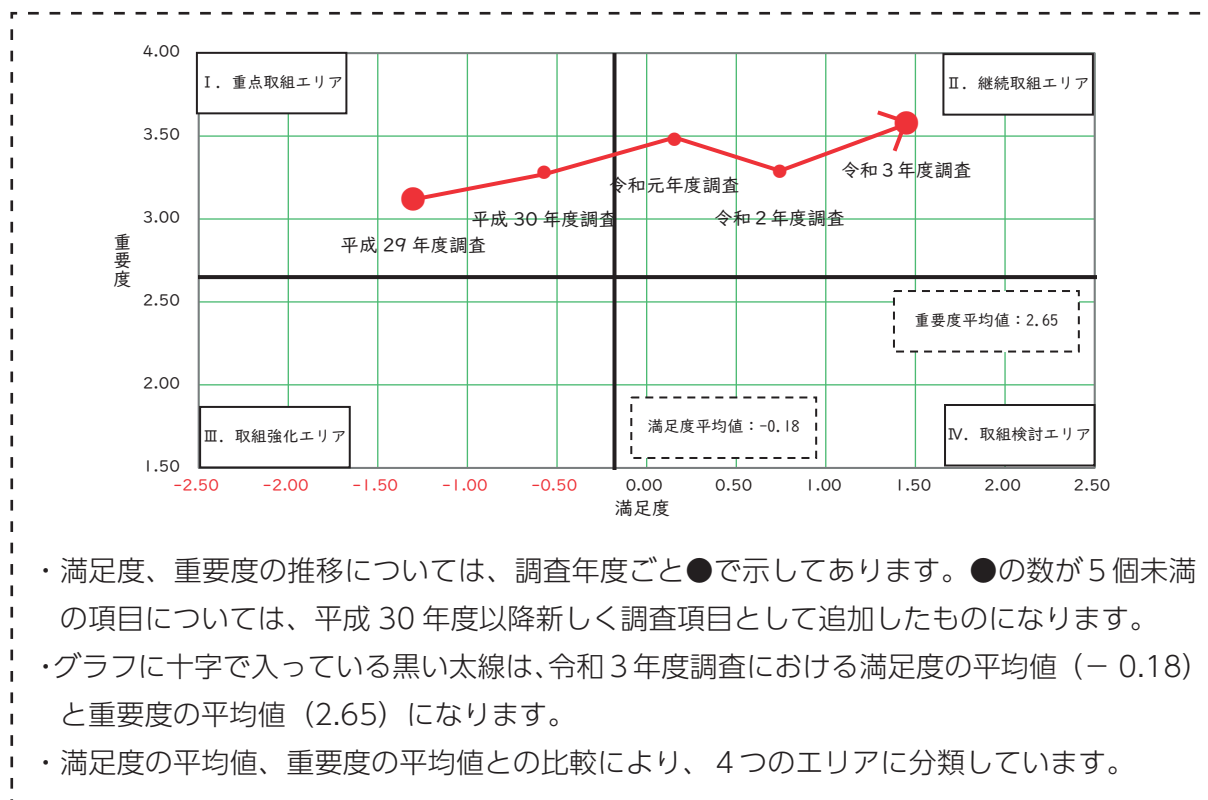 4.00
Ⅰ. 重点取組エリア
Ⅱ. 継続取組エリア
3.50
令和3年度調査
令和元年度調査
3.00
平成 30 年度調査
令和2年度調査
平成 29 年度調査
重要度
2.50
重要度平均値：2.65
2.00
満足度平均値：-0.18
Ⅲ. 取組強化エリア
Ⅳ. 取組検討エリア
1.50
-2.50 -2.00 -1.50 -1.00 -0.50 0.00 0.50 1.00 1.50 2.00 2.50
満足度
・満足度、重要度の推移については、調査年度ごと●で示してあります。●の数が５個未満
の項目については、平成 30 年度以降新しく調査項目として追加したものになります。
・グラフに十字で入っている黒い太線は、令和３年度調査における満足度の平均値（− 0.18）
と重要度の平均値（2.65）になります。
・満足度の平均値、重要度の平均値との比較により、４つのエリアに分類しています。